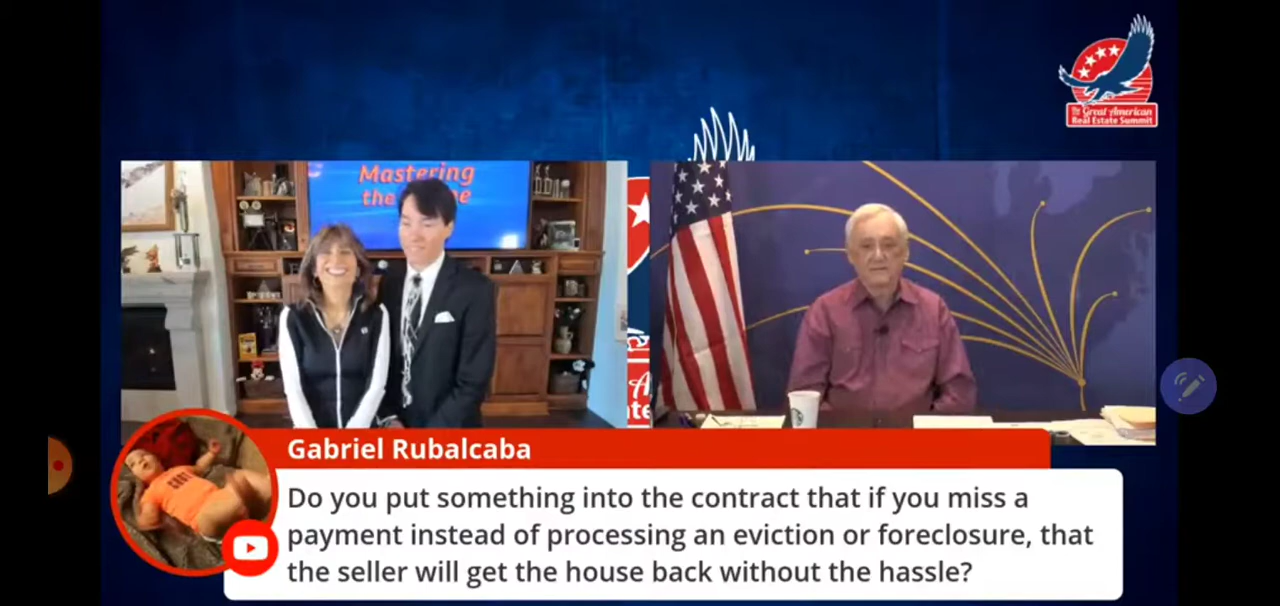 The Great American
Real Estate Summit
Mastering
the
Gabriel Rubalcaba
Do you put something into the contract that if you miss a
payment instead of processing an eviction or foreclosure, that
the seller will get the house back without the hassle?